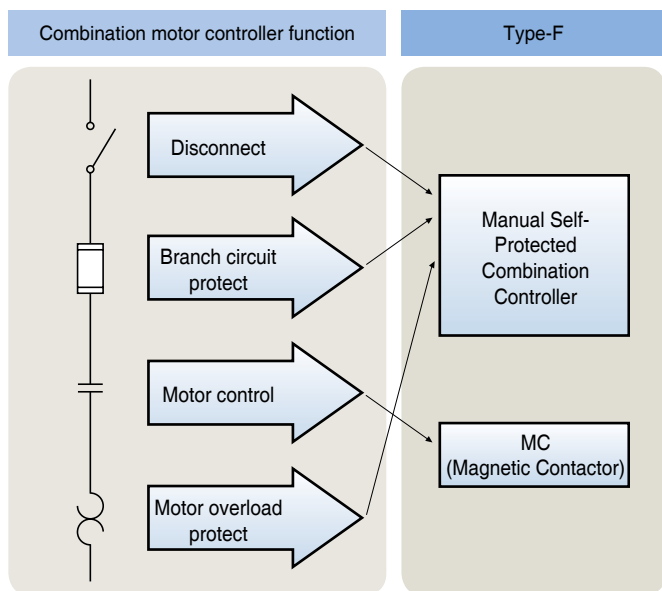 Combination motor controller function
Type-F
Disconnect
Branch circuit
protect
Motor control
Motor overload
protect
Manual Self-
Protected
Combination
Controller
MC
(Magnetic Contactor)